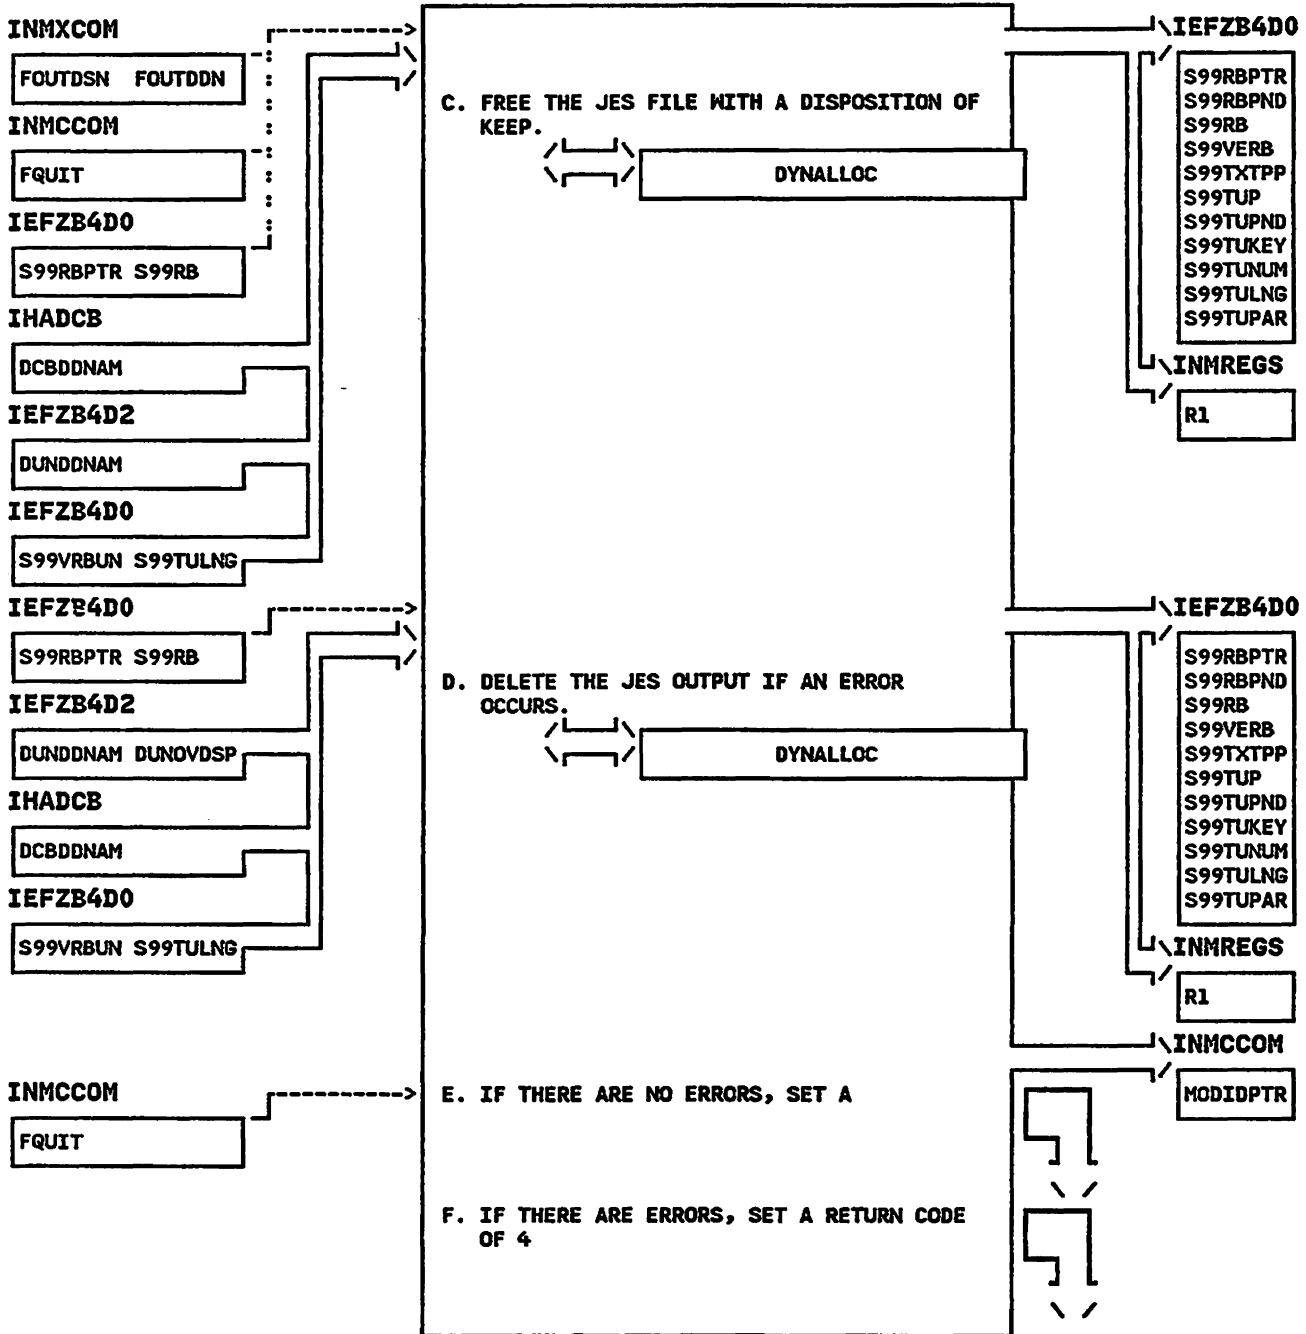 INMXCOM
FOUTDSN FOUTDDN
INMCCOM
FQUIT
IEFZB4D0
S99RBPTR S99RB
IHADCB
DCBDDNAM
IEFZB4D2
DUNDDNAM
IEFZB4D0
S99VRBUN S99TULNG
C. FREE THE JES FILE WITH A DISPOSITION OF
KEEP.
DYNALLOC
IEFZB4D0
S99RBPTR
S99RBPND
S99RB
S99VERB
S99TXTPP
S99TUP
S99TUPND
S99TUKEY
S99TUNUM
S99TULNG
S99TUPAR
INMREGS
R1
IEFZB4D0
S99RBPTR S99RB
IEFZB4D2
DUNDDNAM DUNOVDSP
IHADCB
DCBDDNAM
IEFZB4D0
S99VRBUN S99TULNG
D. DELETE THE JES OUTPUT IF AN ERROR
OCCURS.
DYNALLOC
IEFZB4D0
S99RBPTR
S99RBPND
S99RB
S99VERB
S99TXTPP
S99TUP
S99TUPND
S99TUKEY
S99TUNUM
S99TULNG
S99TUPAR
INMREGS
R1
INMCCOM
MODIDPTR
INMCCOM
FQUIT
E. IF THERE ARE NO ERRORS, SET A
F. IF THERE ARE ERRORS, SET A RETURN CODE
OF 4